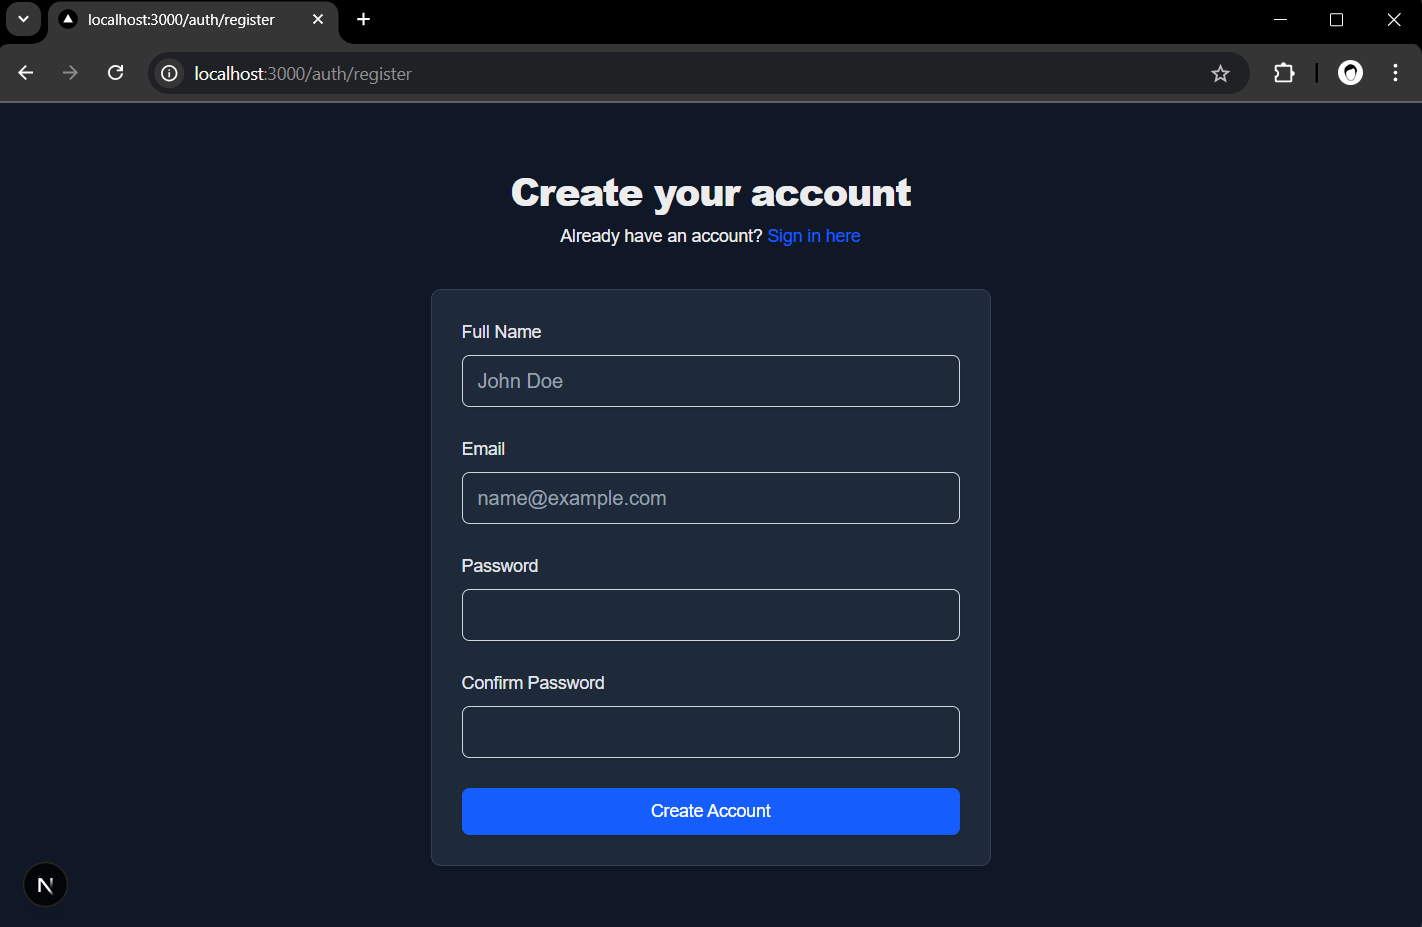 localhost:3000/auth/register
localhost:3000/auth/register
Create your account
Already have an account? Sign in here
Full Name
John Doe
Email
name@example.com
Password
Confirm Password
Create Account
N